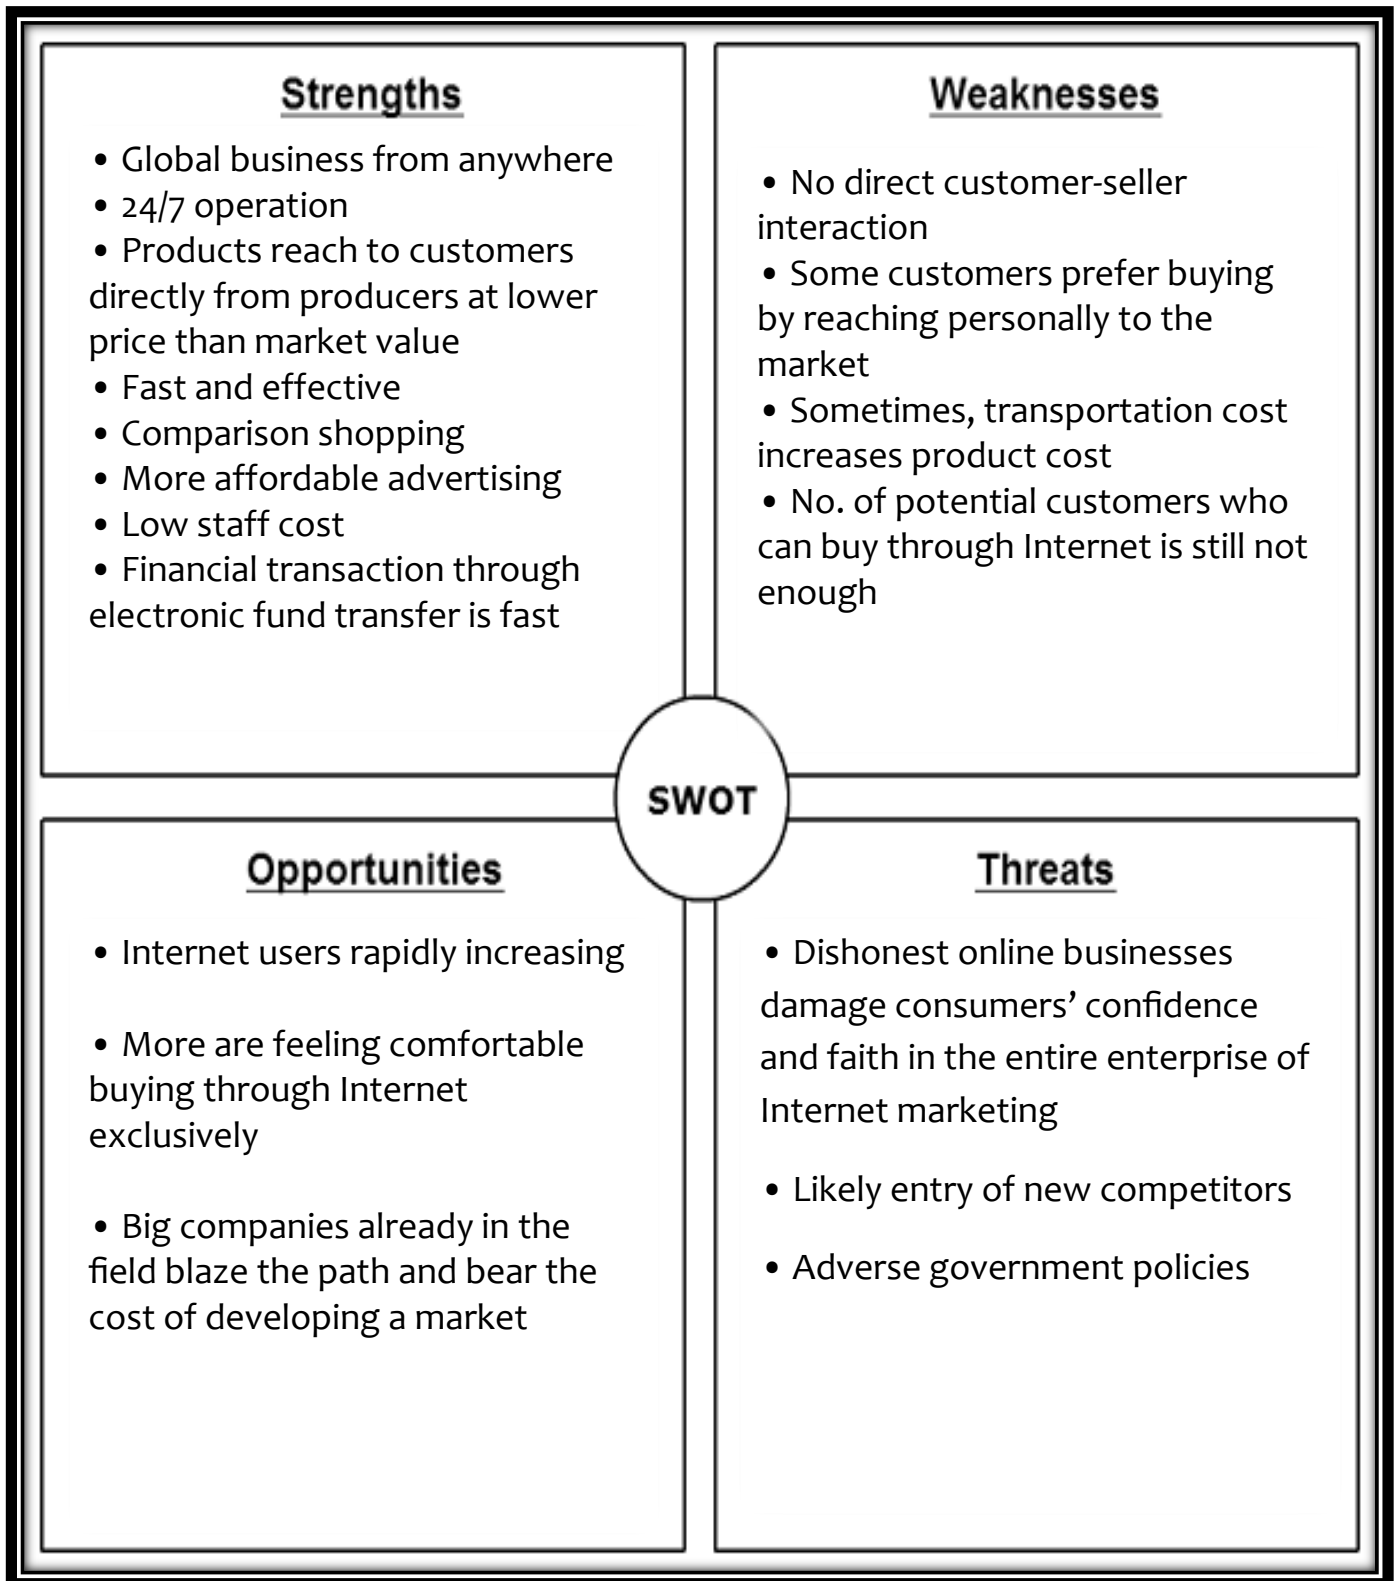 Strengths
• Global business from anywhere
• 24/7 operation
• Products reach to customers
directly from producers at lower
price than market value
• Fast and effective
• Comparison shopping
• More affordable advertising
• Low staff cost
• Financial transaction through
electronic fund transfer is fast
Weaknesses
• No direct customer-seller
interaction
• Some customers prefer buying
by reaching personally to the
market
• Sometimes, transportation cost
increases product cost
• No. of potential customers who
can buy through Internet is still not
enough
SWOT
Opportunities
• Internet users rapidly increasing
• More are feeling comfortable
buying through Internet
exclusively
• Big companies already in the
field blaze the path and bear the
cost of developing a market
Threats
• Dishonest online businesses
damage consumers’ confidence
and faith in the entire enterprise of
Internet marketing
• Likely entry of new competitors
• Adverse government policies